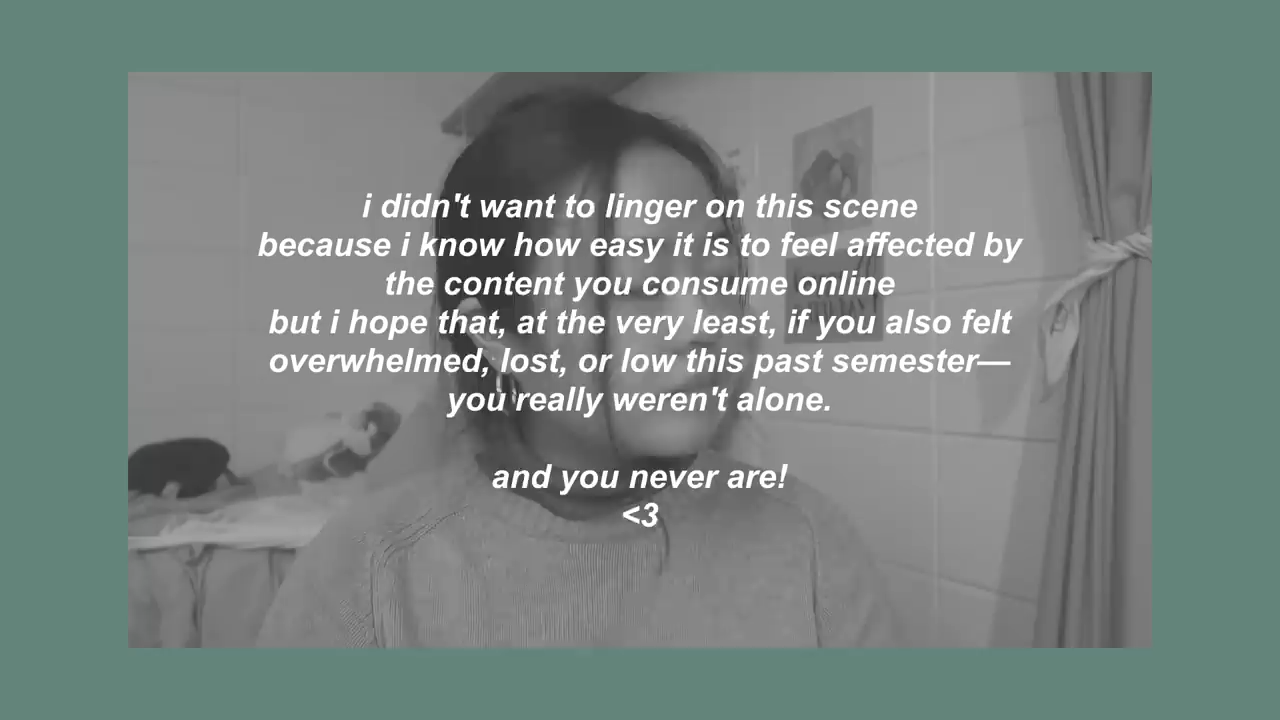 i didn't want to linger on this scene
because i know how easy it is to feel affected by
the content you consume online
but i hope that, at the very least, if you also felt
overwhelmed, lost, or low this past semester—
you really weren't alone.
and you never are!
<3